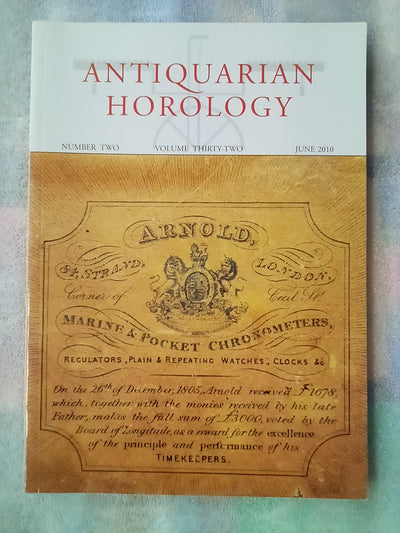 ANTIQUARIAN
HOROLOGY
NUMBER TWO VOLUME THIRTY-TWO JUNE 2010
ARNOLD,
84, STRAND, LONDON,
Corner of Cecil St.
MARINE & POCKET CHRONOMETERS,
REGULATORS, PLAIN & REPEATING WATCHES, CLOCKS &c
On the 26th of December, 1805, Arnold received £1678,
which, together with the monies received by his late
Father, makes the full sum of £3000, voted by the
Board of Longitude, as a reward for the excellence
of the principle and performance of his
TIMEKEEPERS.